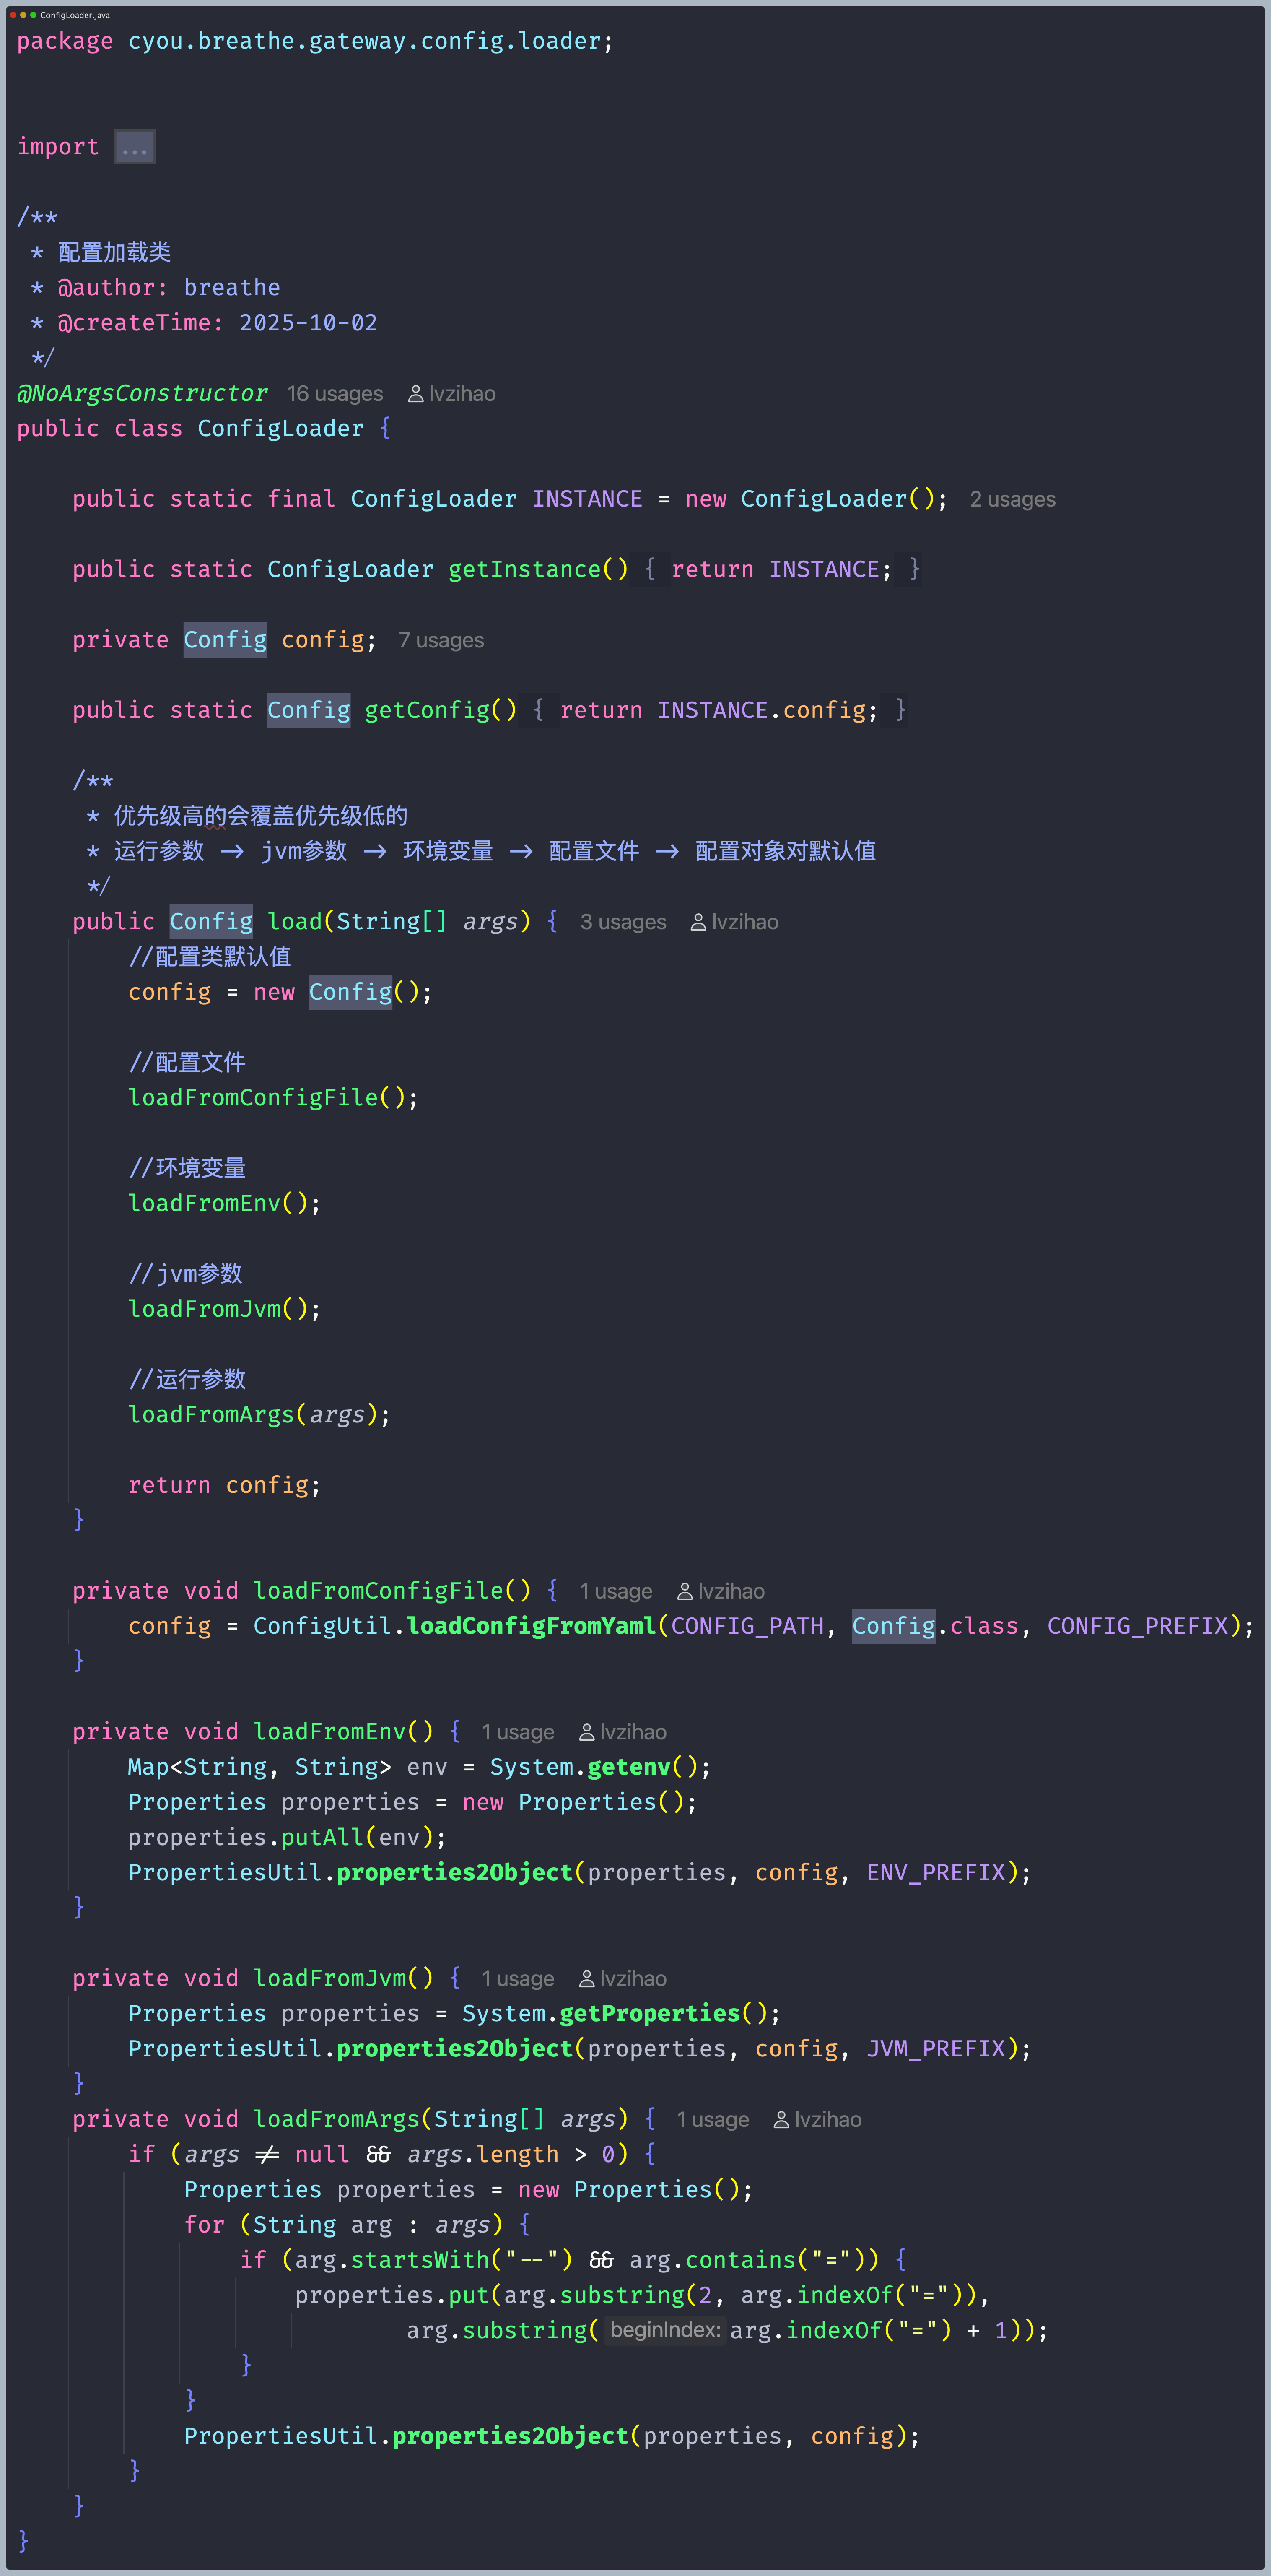 ConfigLoader.java
package cyou.breathe.gateway.config.loader;
import ...
/**
 * 配置加载类
 * @author: breathe
 * @createTime: 2025-10-02
 */
@NoArgsConstructor 16 usages lvzihao
public class ConfigLoader {
    public static final ConfigLoader INSTANCE = new ConfigLoader(); 2 usages
    public static ConfigLoader getInstance() { return INSTANCE; }
    private Config config; 7 usages
    public static Config getConfig() { return INSTANCE.config; }
    /**
     * 优先级高的会覆盖优先级低的
     * 运行参数 -> jvm参数 -> 环境变量 -> 配置文件 -> 配置对象对默认值
     */
    public Config load(String[] args) { 3 usages lvzihao
        //配置类默认值
        config = new Config();
        //配置文件
        loadFromConfigFile();
        //环境变量
        loadFromEnv();
        //jvm参数
        loadFromJvm();
        //运行参数
        loadFromArgs(args);
        return config;
    }
    private void loadFromConfigFile() { 1 usage lvzihao
        config = ConfigUtil.loadConfigFromYaml(CONFIG_PATH, Config.class, CONFIG_PREFIX);
    }
    private void loadFromEnv() { 1 usage lvzihao
        Map<String, String> env = System.getenv();
        Properties properties = new Properties();
        properties.putAll(env);
        PropertiesUtil.properties2Object(properties, config, ENV_PREFIX);
    }
    private void loadFromJvm() { 1 usage lvzihao
        Properties properties = System.getProperties();
        PropertiesUtil.properties2Object(properties, config, JVM_PREFIX);
    }
    private void loadFromArgs(String[] args) { 1 usage lvzihao
        if (args != null && args.length > 0) {
            Properties properties = new Properties();
            for (String arg : args) {
                if (arg.startsWith("--") && arg.contains("=")) {
                    properties.put(arg.substring(2, arg.indexOf("=")),
                            arg.substring( beginIndex: arg.indexOf("=") + 1));
                }
            }
            PropertiesUtil.properties2Object(properties, config);
        }
    }
}